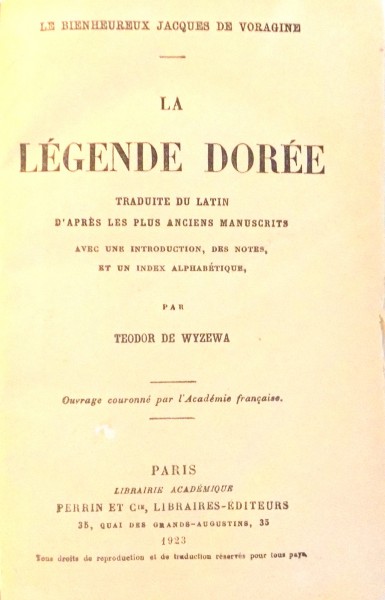 LE BIENHEUREUX JACQUES DE VORAGINE
LA
LÉGENDE DORÉE
TRADUITE DU LATIN
D'APRÈS LES PLUS ANCIENS MANUSCRITS
AVEC UNE INTRODUCTION, DES NOTES,
ET UN INDEX ALPHABÉTIQUE,
PAR
TEODOR DE WYZEWA
Ouvrage couronné par l'Académie française.
PARIS
LIBRAIRIE ACADÉMIQUE
PERRIN ET Cie, LIBRAIRES-ÉDITEURS
35, QUAI DES GRANDS-AUGUSTINS, 35
1923
Tous droits de reproduction et de traduction réservés pour tous pays.